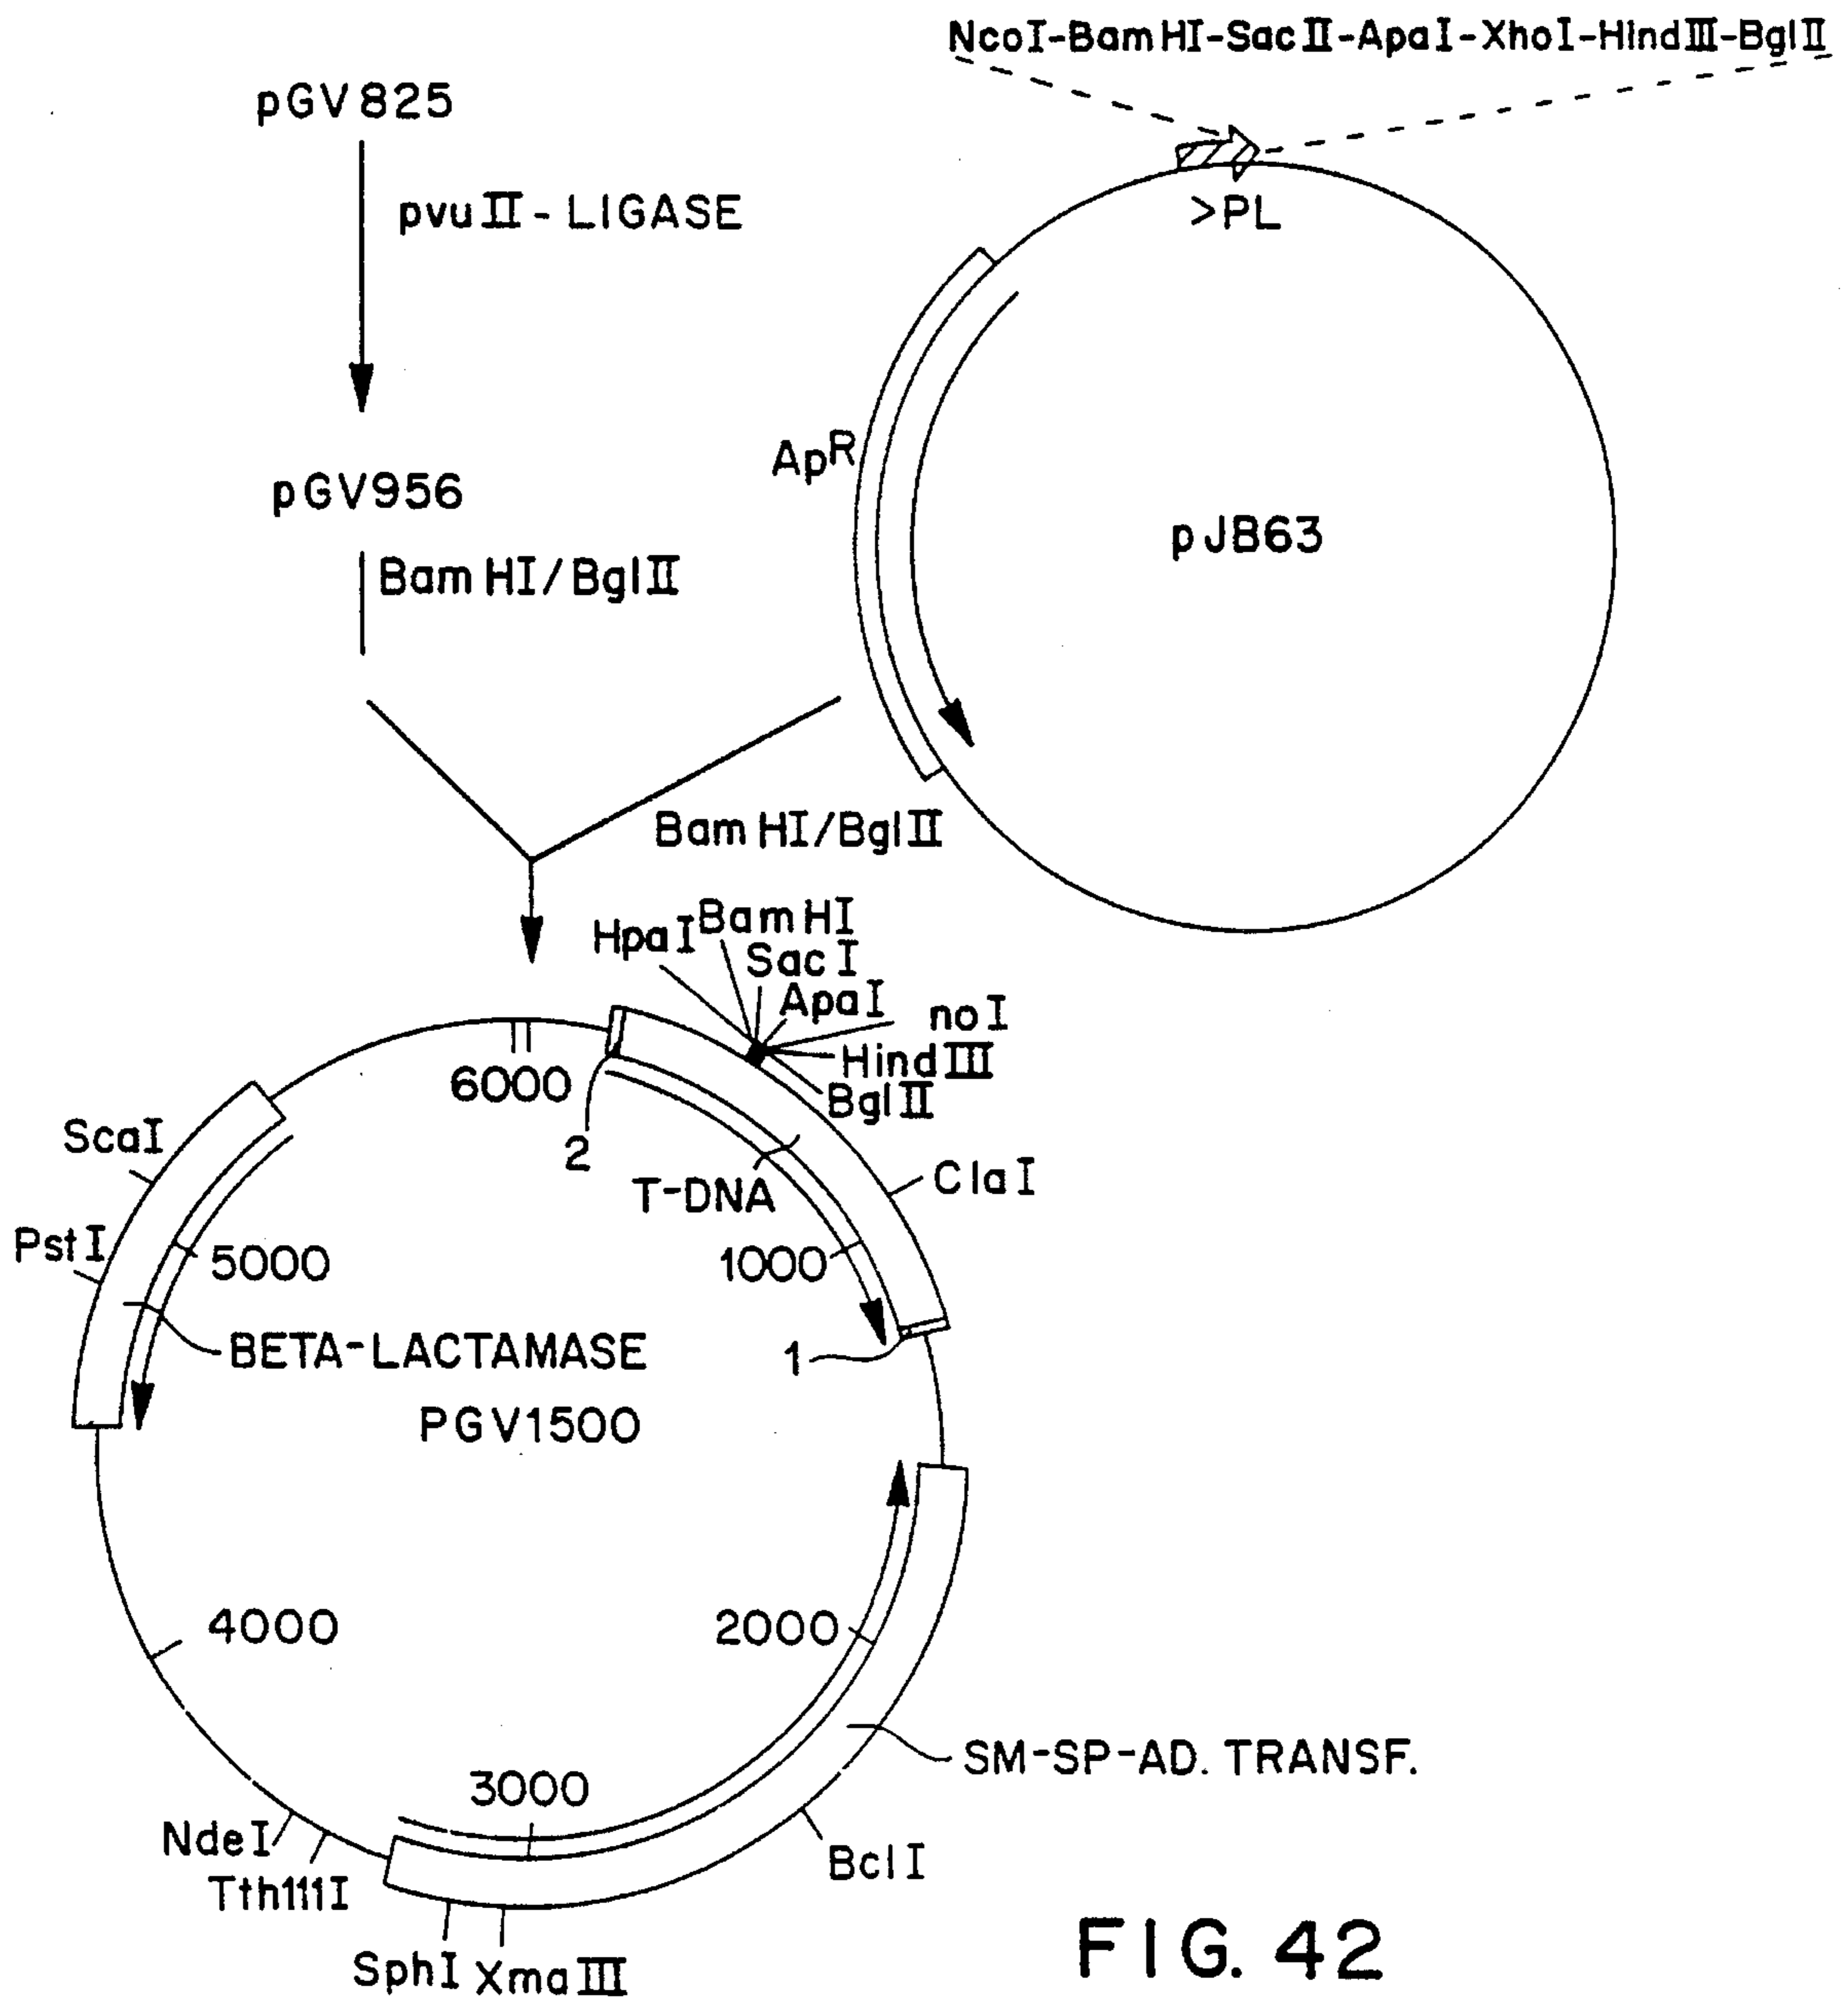 NcoI-BamHI-SacII-ApaI-XhoI-HindIII-BglII
pGV825
pvuII-LIGASE
>PL
ApR
pGV956
pJB63
BamHI/BglII
BamHI/BglII
HpaI
BamHI
SacI
ApaI
noI
HindIII
BglII
6000
2
ScaI
T-DNA
ClaI
PstI
5000
1000
BETA-LACTAMASE
1
PGV1500
4000
2000
SM-SP-AD. TRANSF.
3000
NdeI
Tth111I
BclI
SphI
XmaIII
FIG. 42